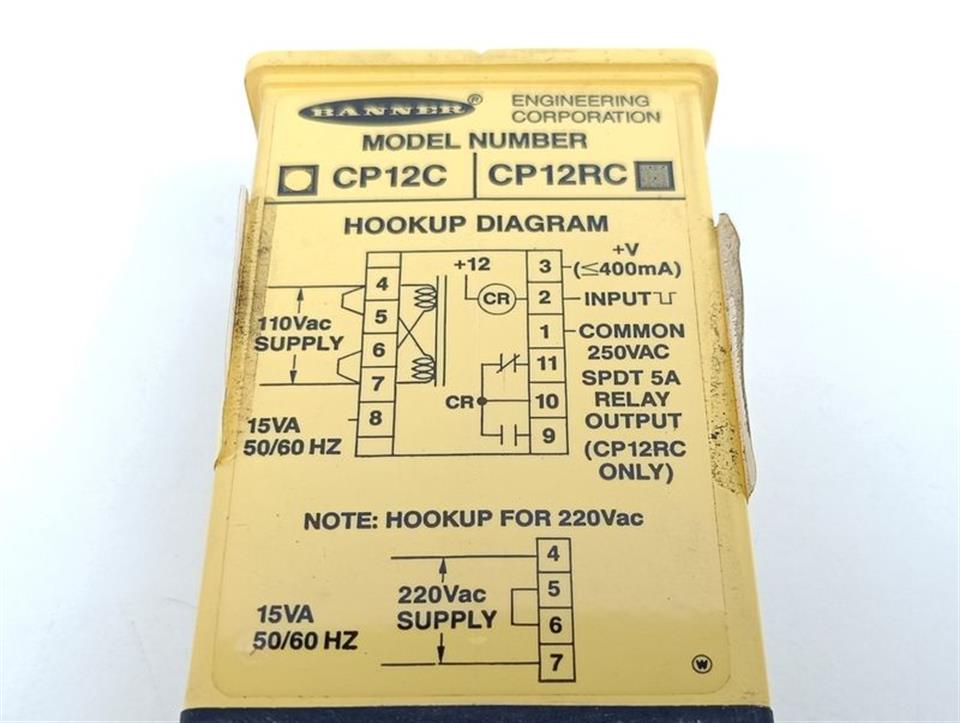 BANNER® ENGINEERING
CORPORATION
MODEL NUMBER
CP12C CP12RC
HOOKUP DIAGRAM
+V
+12 3 (≤400mA)
4 CR 2 INPUT
5 1 COMMON
110Vac
SUPPLY 6 250VAC
7 11 SPDT 5A
CR 10 RELAY
8 OUTPUT
15VA 9
50/60 HZ (CP12RC
ONLY)
NOTE: HOOKUP FOR 220Vac
4
220Vac 5
15VA SUPPLY 6
50/60 HZ 7
W